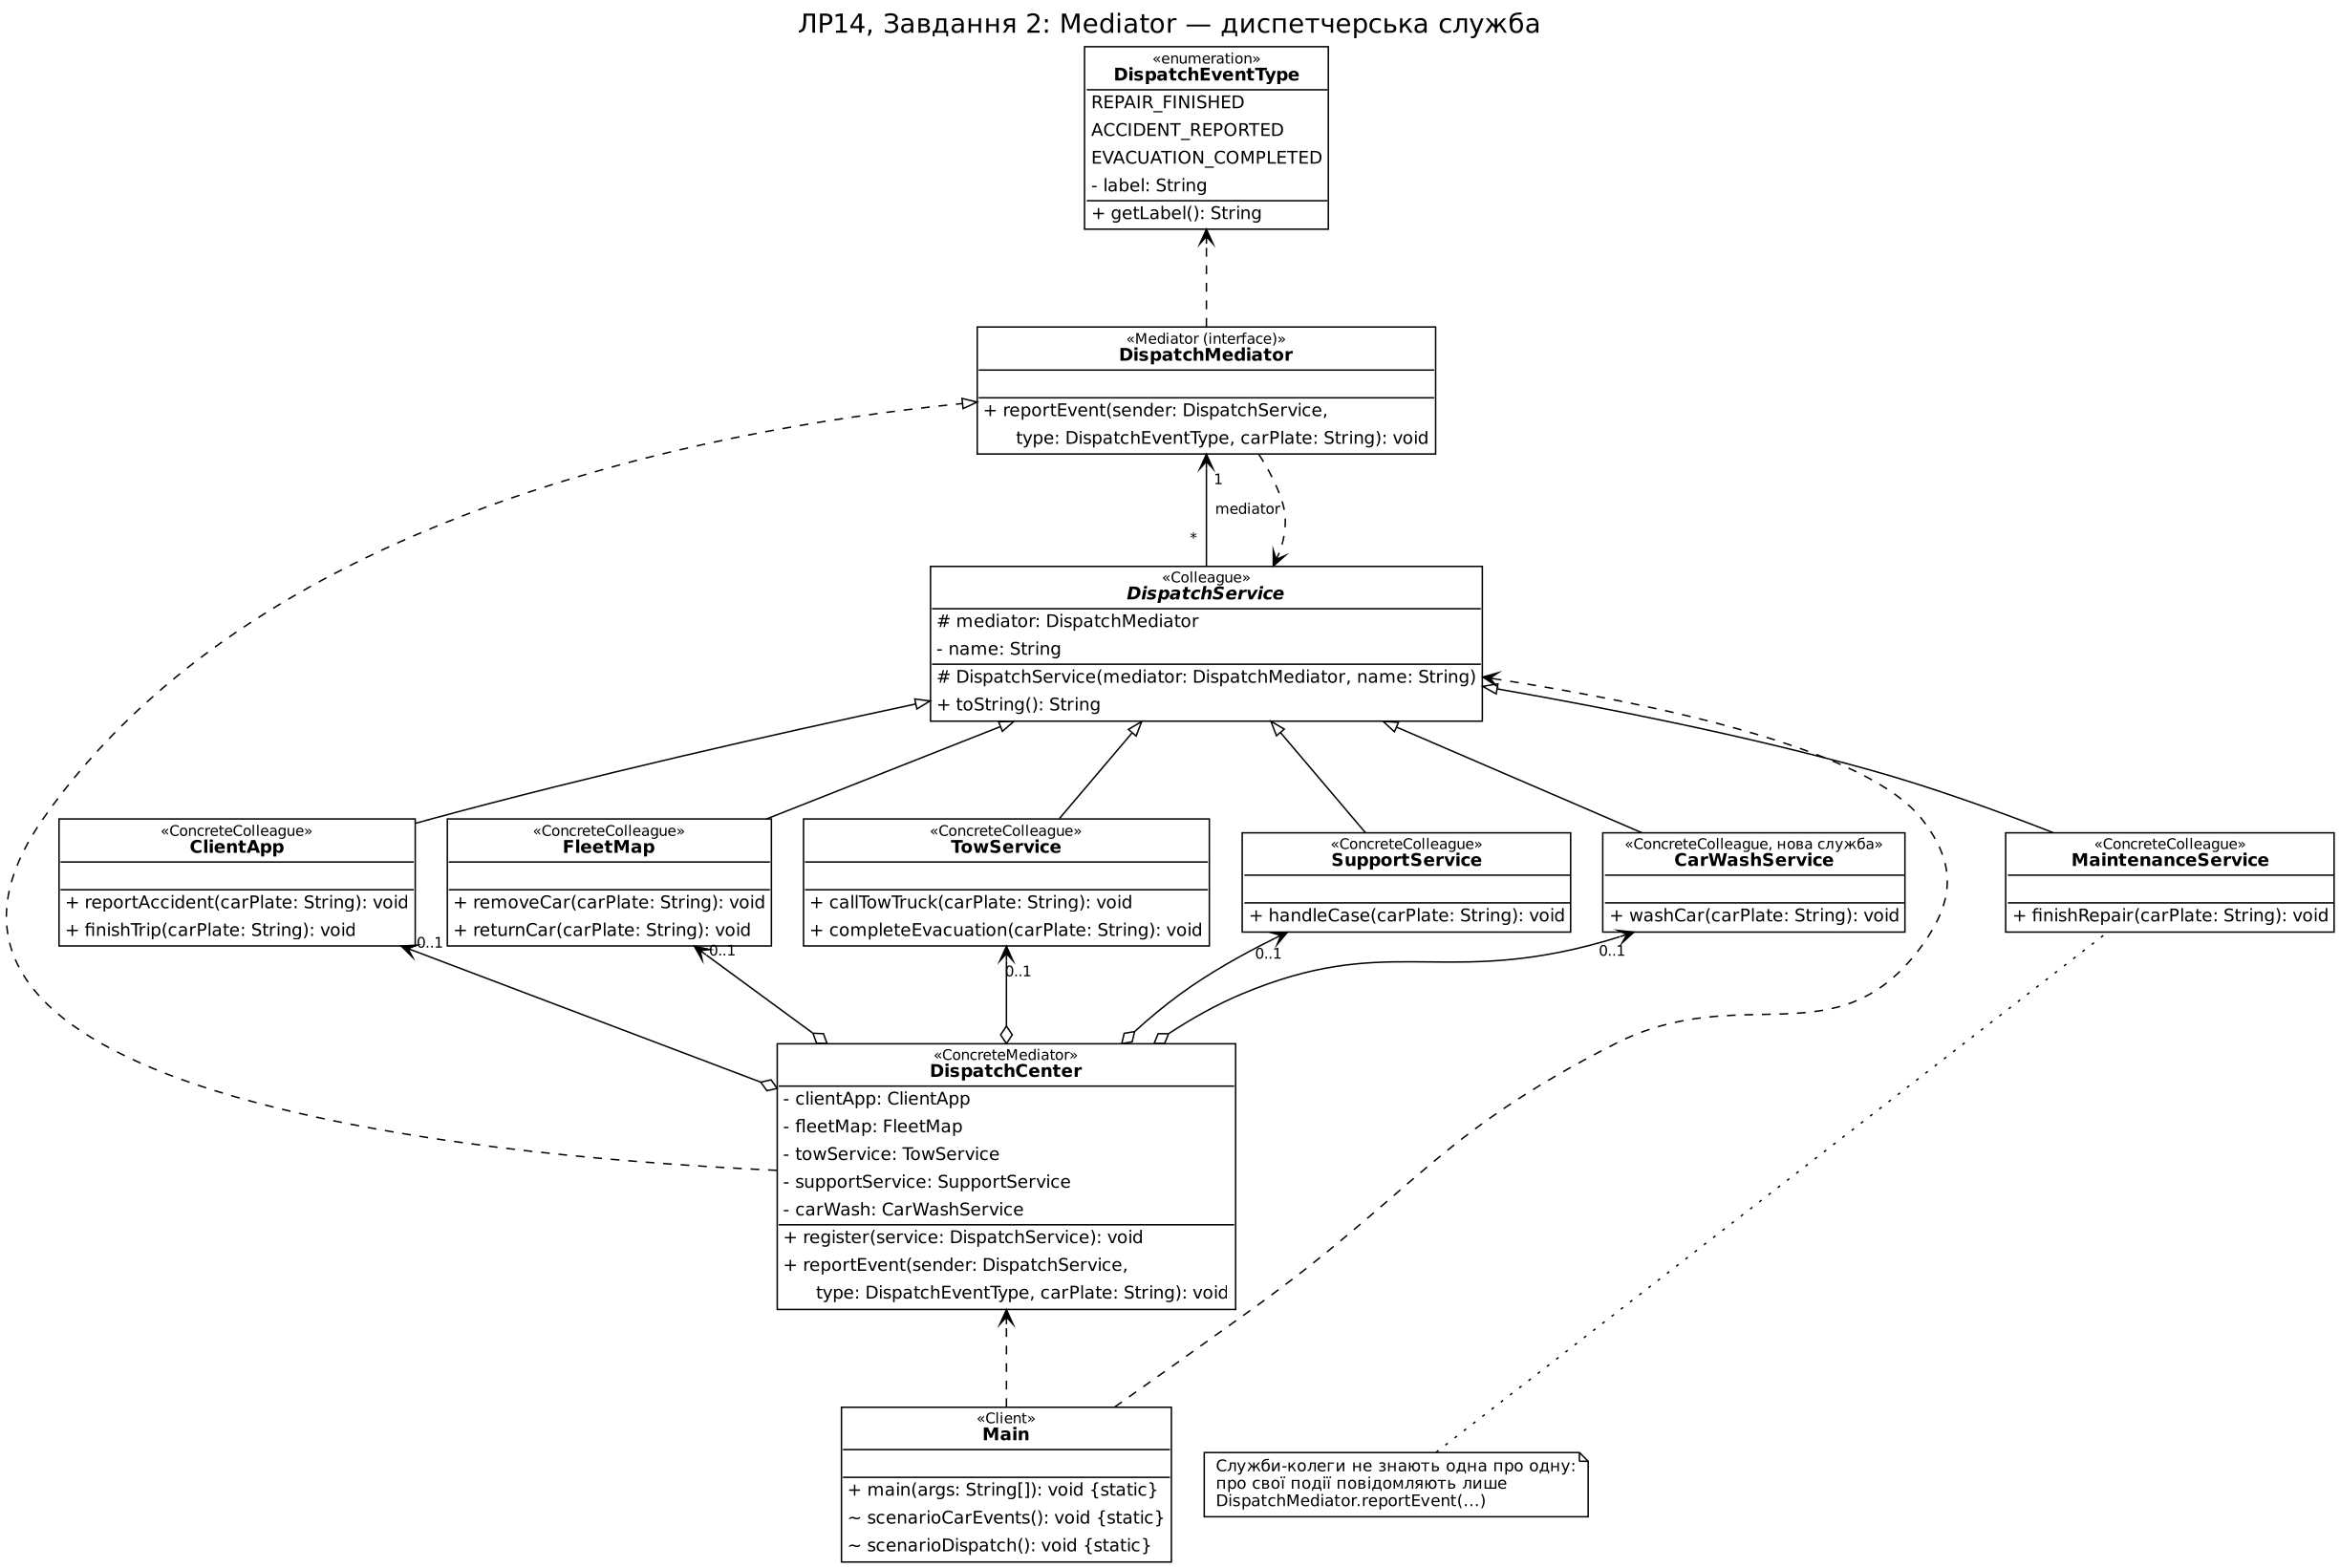 ЛР14, Завдання 2: Mediator — диспетчерська служба
«enumeration»
DispatchEventType
REPAIR_FINISHED
ACCIDENT_REPORTED
EVACUATION_COMPLETED
- label: String
+ getLabel(): String
«Mediator (interface)»
DispatchMediator
+ reportEvent(sender: DispatchService,
type: DispatchEventType, carPlate: String): void
1
mediator
*
«Colleague»
DispatchService
# mediator: DispatchMediator
- name: String
# DispatchService(mediator: DispatchMediator, name: String)
+ toString(): String
«ConcreteColleague»
ClientApp
+ reportAccident(carPlate: String): void
+ finishTrip(carPlate: String): void
«ConcreteColleague»
FleetMap
+ removeCar(carPlate: String): void
+ returnCar(carPlate: String): void
«ConcreteColleague»
TowService
+ callTowTruck(carPlate: String): void
+ completeEvacuation(carPlate: String): void
«ConcreteColleague»
SupportService
+ handleCase(carPlate: String): void
«ConcreteColleague, нова служба»
CarWashService
+ washCar(carPlate: String): void
«ConcreteColleague»
MaintenanceService
+ finishRepair(carPlate: String): void
0..1
0..1
0..1
0..1
0..1
«ConcreteMediator»
DispatchCenter
- clientApp: ClientApp
- fleetMap: FleetMap
- towService: TowService
- supportService: SupportService
- carWash: CarWashService
+ register(service: DispatchService): void
+ reportEvent(sender: DispatchService,
type: DispatchEventType, carPlate: String): void
«Client»
Main
+ main(args: String[]): void {static}
~ scenarioCarEvents(): void {static}
~ scenarioDispatch(): void {static}
Служби-колеги не знають одна про одну:
про свої події повідомляють лише
DispatchMediator.reportEvent(...)